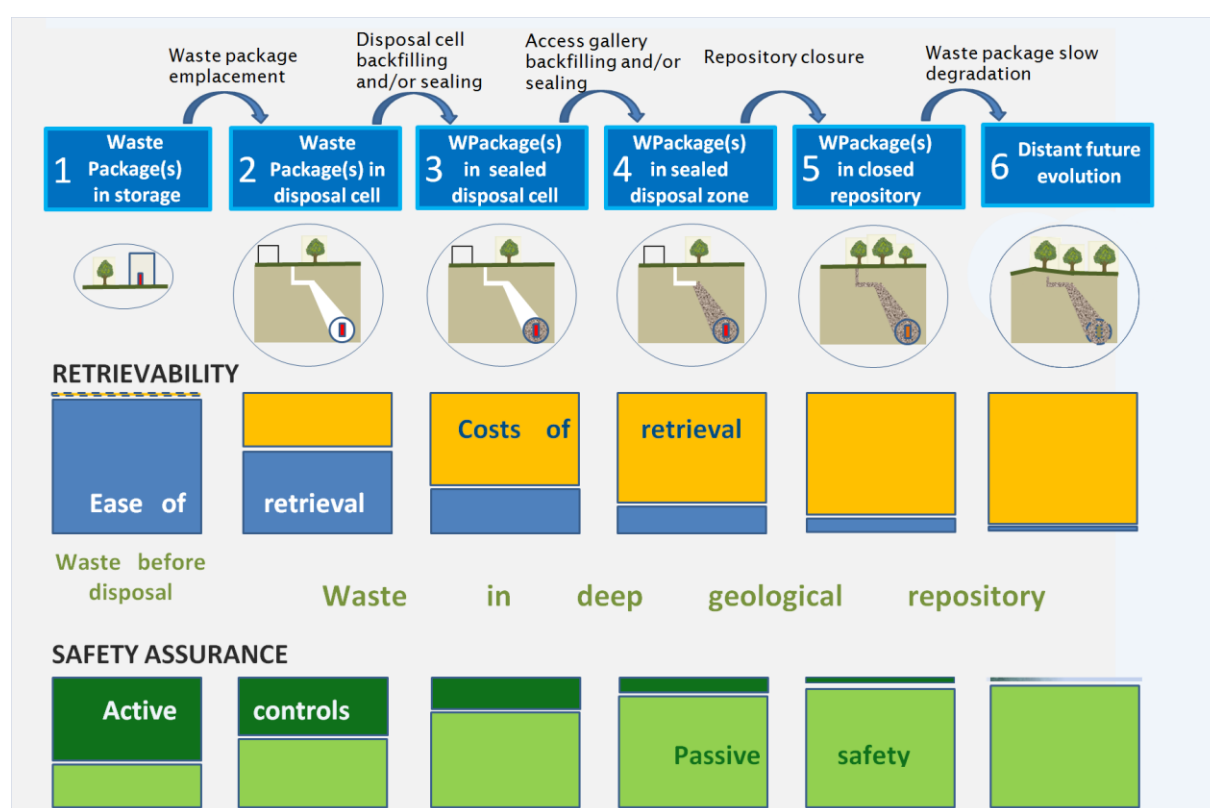 Waste package
emplacement
Disposal cell
backfilling
and/or sealing
Access gallery
backfilling and/or
sealing
Repository closure
Waste package slow
degradation
1 Waste
Package(s)
in storage
2 Waste
Package(s) in
disposal cell
3 WPackage(s)
in sealed
disposal cell
4 WPackage(s)
in sealed
disposal zone
5 WPackage(s)
in closed
repository
6 Distant future
evolution
RETRIEVABILITY
Costs of retrieval
Ease of retrieval
Waste before
disposal
Waste in deep geological repository
SAFETY ASSURANCE
Active controls
Passive safety